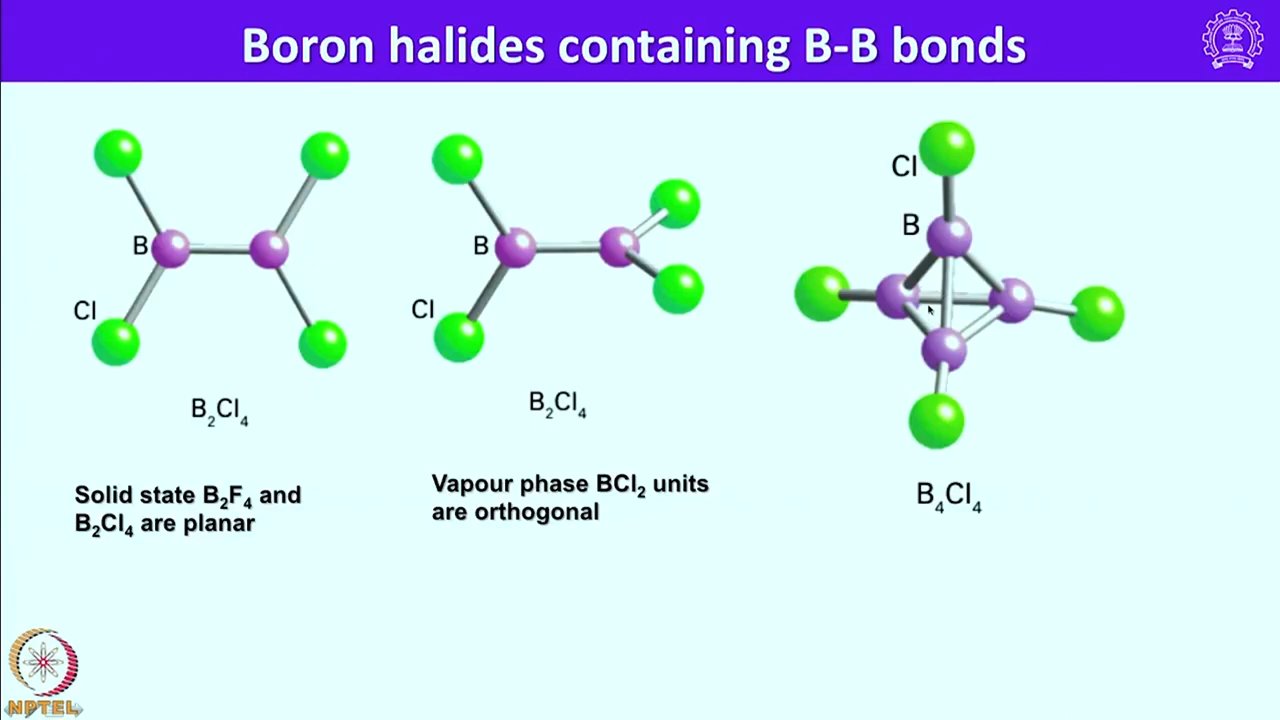 Boron halides containing B-B bonds
B
Cl
B₂Cl₄
Solid state B₂F₄ and
B₂Cl₄ are planar
B
Cl
B₂Cl₄
Vapour phase BCl₂ units
are orthogonal
Cl
B
B₄Cl₄
NPTEL